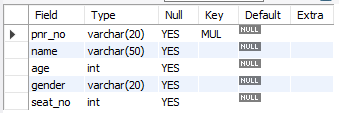 Field Type Null Key Default Extra
pnr_no varchar(20) YES MUL NULL
name varchar(50) YES NULL
age int YES NULL
gender varchar(20) YES NULL
seat_no int YES NULL